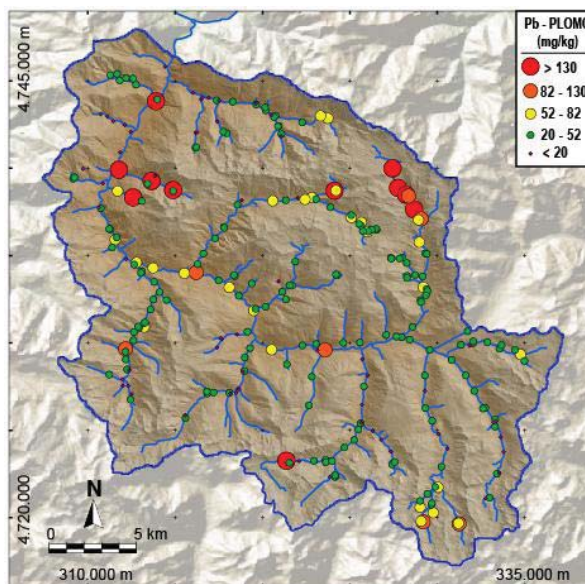 Pb - PLOMO
(mg/kg)
> 130
82 - 130
52 - 82
20 - 52
< 20
4.745.000 m
4.720.000
N
0 5 km
310.000 m
335.000 m